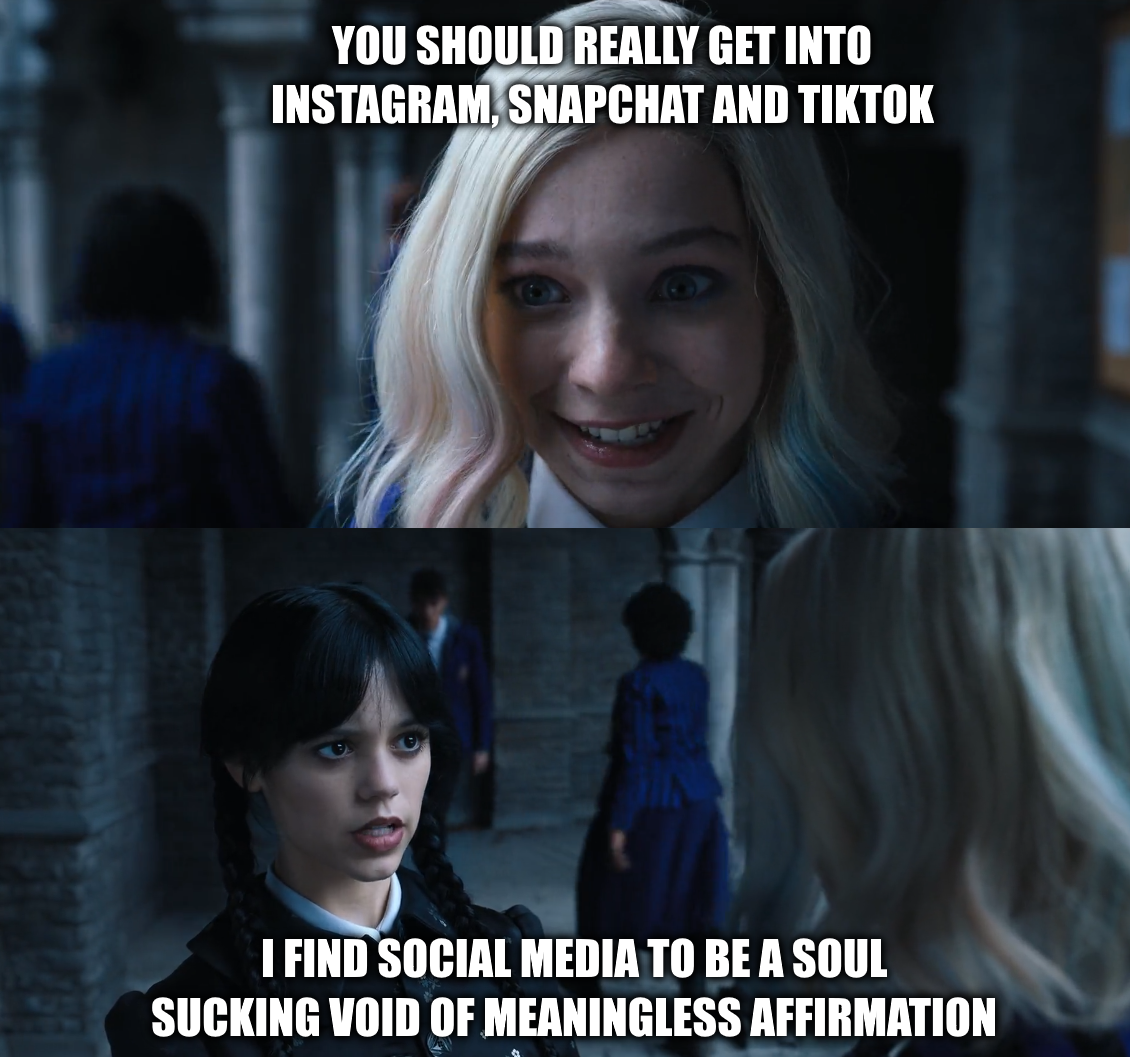 YOU SHOULD REALLY GET INTO
INSTAGRAM, SNAPCHAT AND TIKTOK
I FIND SOCIAL MEDIA TO BE A SOUL
SUCKING VOID OF MEANINGLESS AFFIRMATION